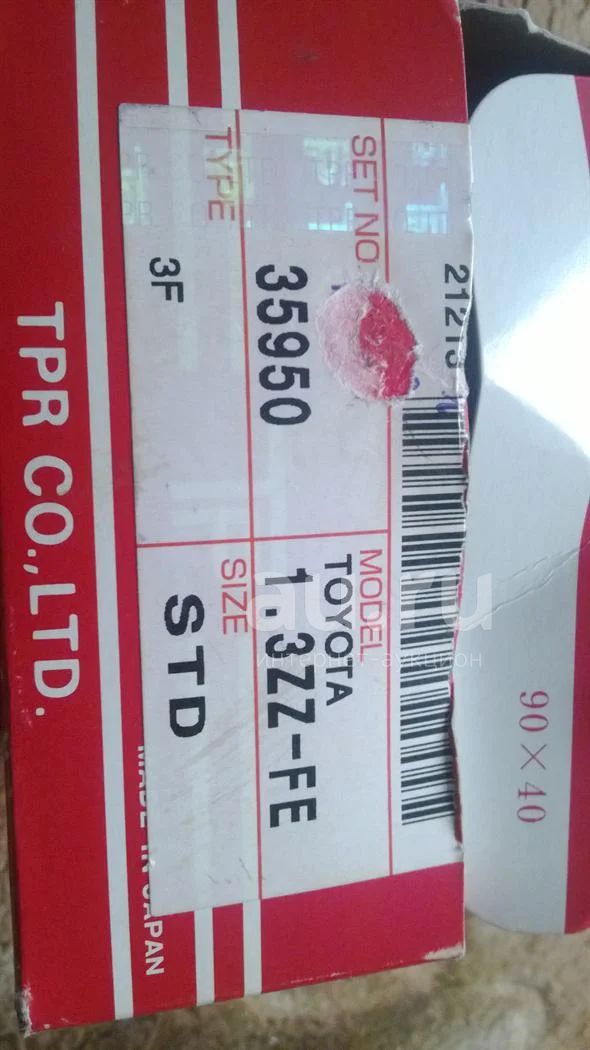 SET NO.
35950
TYPE
3F
MODEL
TOYOTA
1.3ZZ-FE
SIZE
STD
TPR CO.,LTD.
MADE IN JAPAN
90×40
au.ru
интернет-аукцион